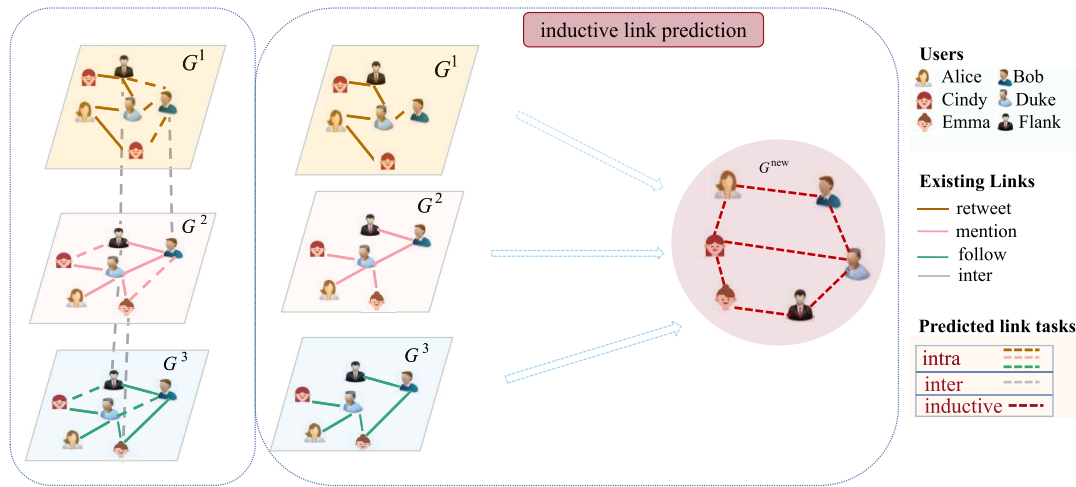 inductive link prediction
G1
G2
G3
G1
G2
G3
Gnew
Users
Alice Bob
Cindy Duke
Emma Flank
Existing Links
retweet
mention
follow
inter
Predicted link tasks
intra
inter
inductive